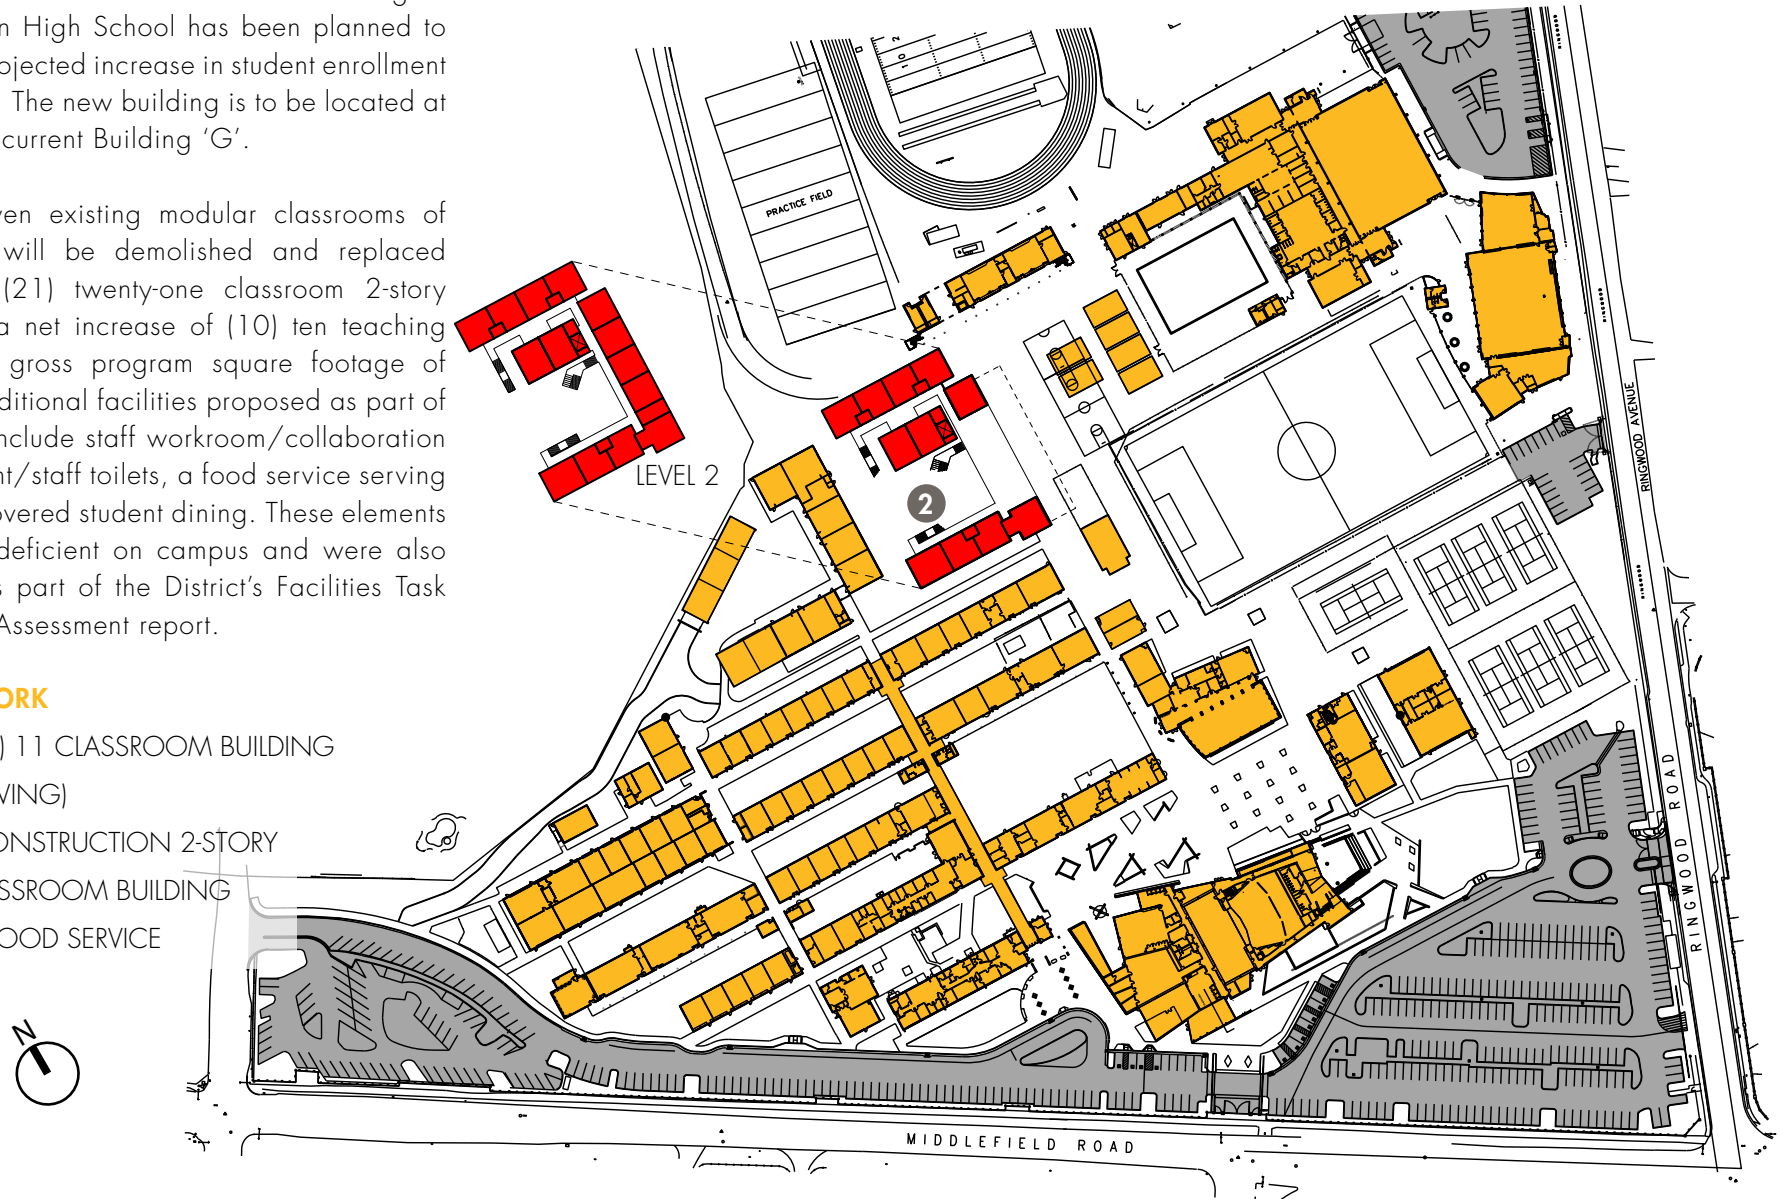 n High School has been planned to
ojected increase in student enrollment
The new building is to be located at
current Building ‘G’.
ven existing modular classrooms of
will be demolished and replaced
(21) twenty-one classroom 2-story
a net increase of (10) ten teaching
gross program square footage of
ditional facilities proposed as part of
nclude staff workroom/collaboration
nt/staff toilets, a food service serving
overed student dining. These elements
deficient on campus and were also
s part of the District’s Facilities Task
Assessment report.
ORK
) 11 CLASSROOM BUILDING
WING)
ONSTRUCTION 2-STORY
SSROOM BUILDING
OOD SERVICE
N
LEVEL 2
2
PRACTICE FIELD
10
RINGWOOD AVENUE
RINGWOOD ROAD
MIDDLEFIELD ROAD